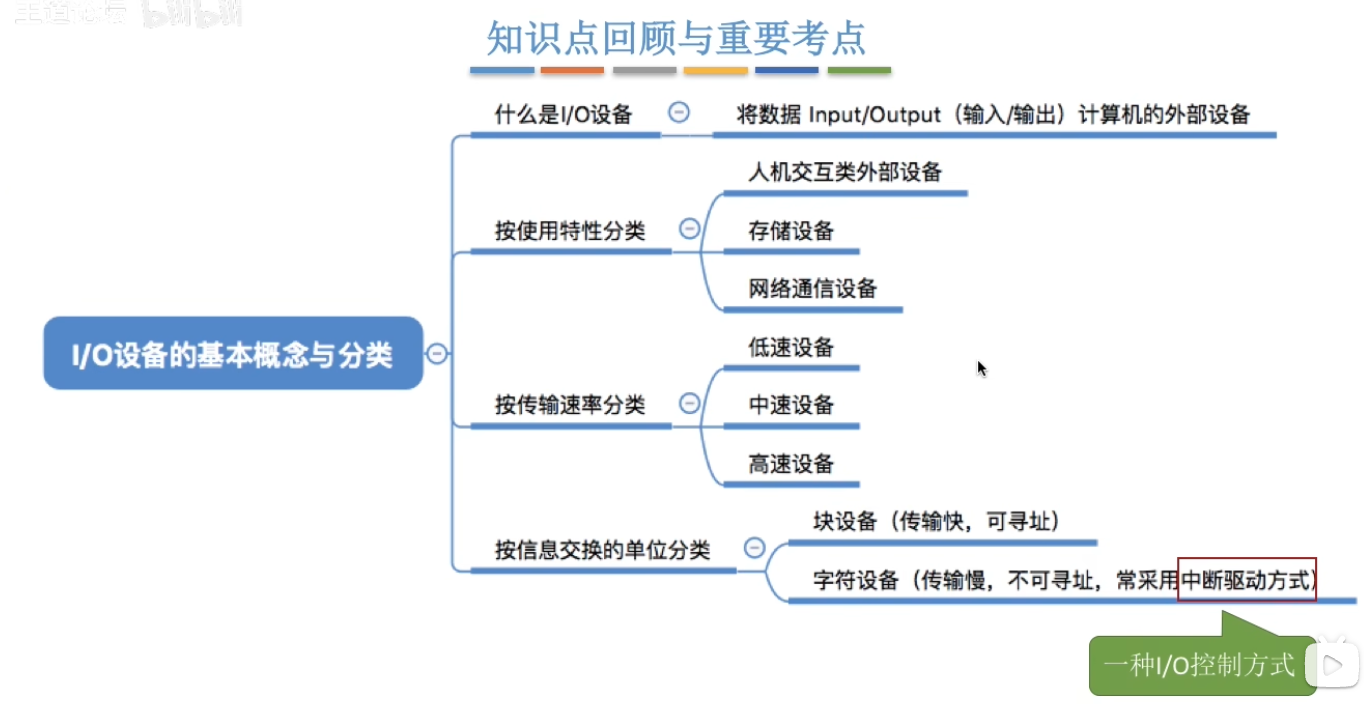 知识点回顾与重要考点
什么是I/O设备
将数据 Input/Output（输入/输出）计算机的外部设备
人机交互类外部设备
按使用特性分类
存储设备
网络通信设备
I/O设备的基本概念与分类
低速设备
按传输速率分类
中速设备
高速设备
块设备（传输快，可寻址）
按信息交换的单位分类
字符设备（传输慢，不可寻址，常采用中断驱动方式）
一种I/O控制方式